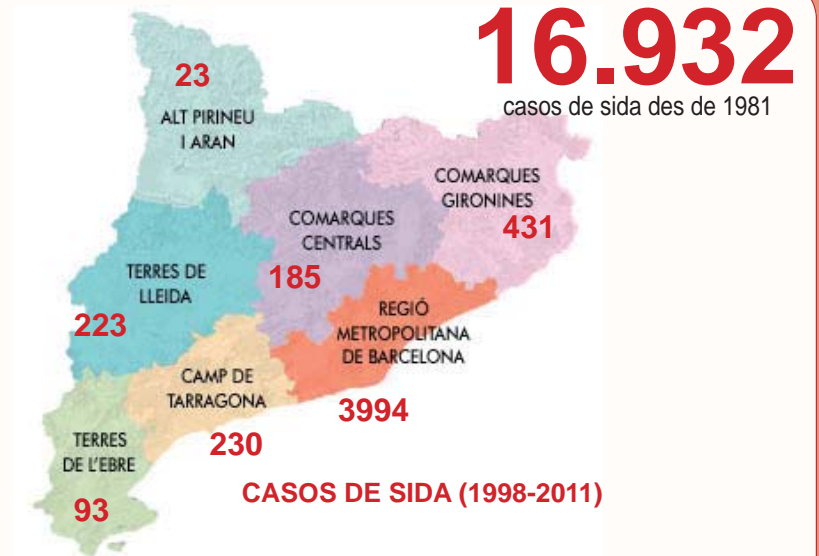 16.932
casos de sida des de 1981
23
ALT PIRINEU
I ARAN
COMARQUES
GIRONINES
431
COMARQUES
CENTRALS
185
TERRES DE
LLEIDA
223
REGIÓ
METROPOLITANA
DE BARCELONA
3994
CAMP DE
TARRAGONA
230
TERRES
DE L'EBRE
93
CASOS DE SIDA (1998-2011)